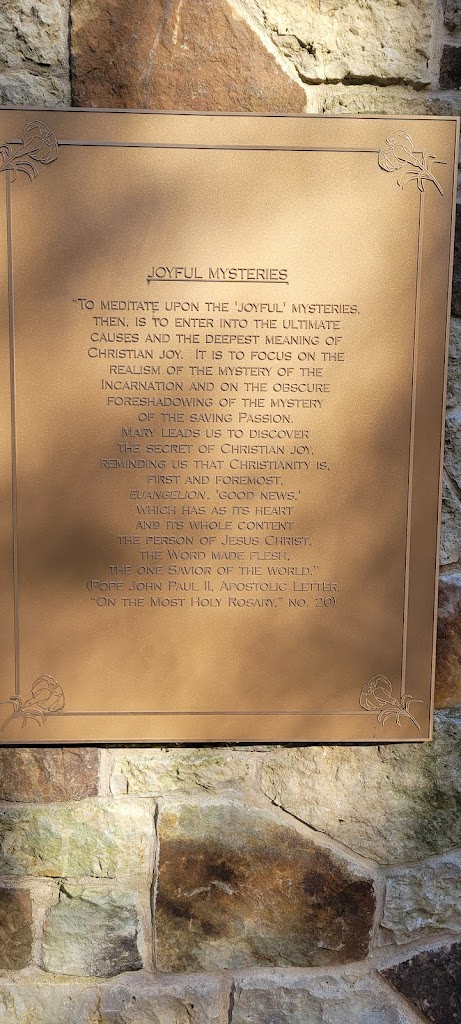 JOYFUL MYSTERIES
"TO MEDITATE UPON THE 'JOYFUL' MYSTERIES,
THEN, IS TO ENTER INTO THE ULTIMATE
CAUSES AND THE DEEPEST MEANING OF
CHRISTIAN JOY. IT IS TO FOCUS ON THE
REALISM OF THE MYSTERY OF THE
INCARNATION AND ON THE OBSCURE
FORESHADOWING OF THE MYSTERY
OF THE SAVING PASSION.
MARY LEADS US TO DISCOVER
THE SECRET OF CHRISTIAN JOY,
REMINDING US THAT CHRISTIANITY IS,
FIRST AND FOREMOST,
EUANGELION, 'GOOD NEWS,'
WHICH HAS AS ITS HEART
AND ITS WHOLE CONTENT
THE PERSON OF JESUS CHRIST,
THE WORD MADE FLESH,
THE ONE SAVIOR OF THE WORLD."
(POPE JOHN PAUL II, APOSTOLIC LETTER,
"ON THE MOST HOLY ROSARY," NO. 20)